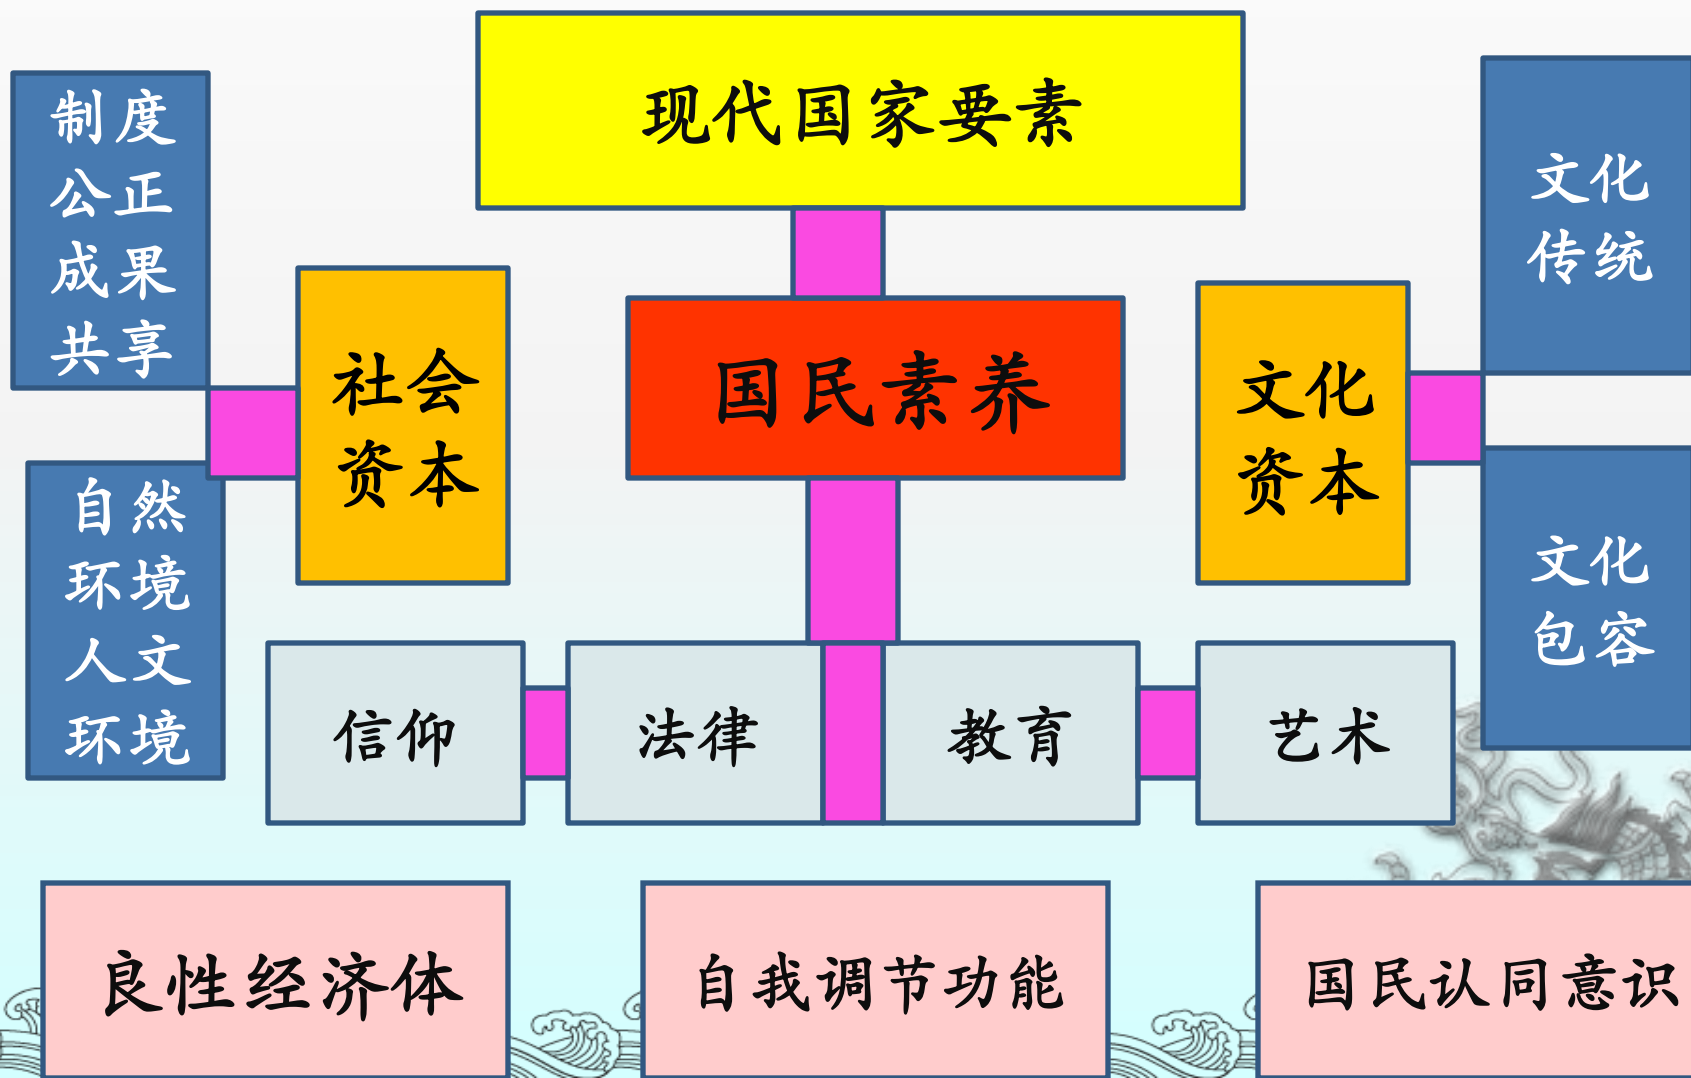 现代国家要素
制度
公正
成果
共享
文化
传统
社会
资本
国民素养
文化
资本
自然
环境
人文
环境
文化
包容
信仰
法律
教育
艺术
良性经济体
自我调节功能
国民认同意识